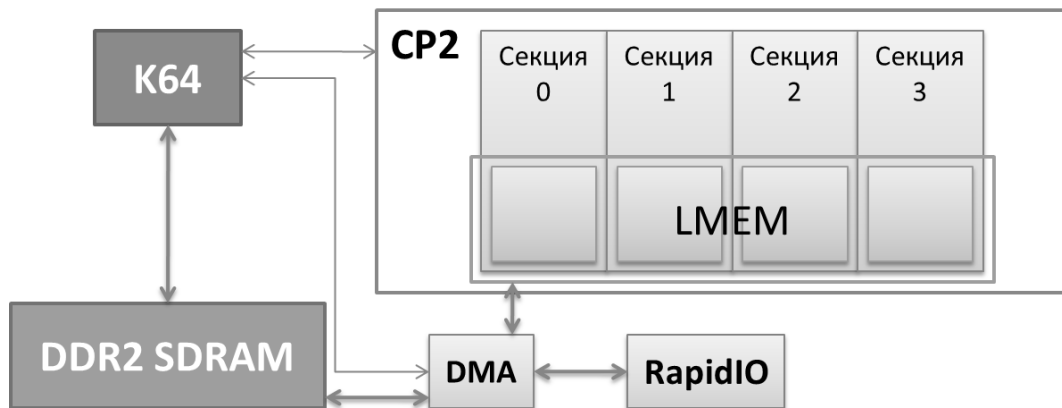 K64
CP2
Секция
0
Секция
1
Секция
2
Секция
3
LMEM
DDR2 SDRAM
DMA
RapidIO